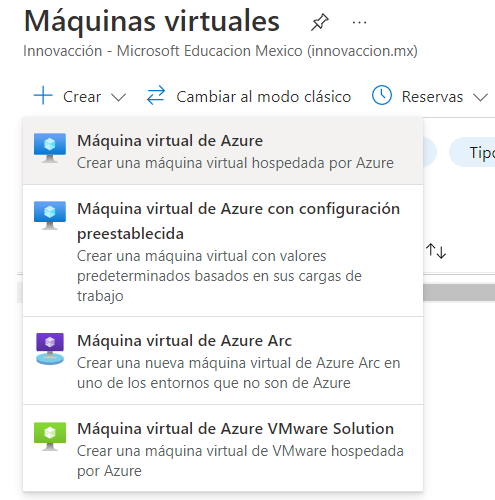 Máquinas virtuales
Innovacción - Microsoft Educacion Mexico (innovaccion.mx)
Crear Cambiar al modo clásico Reservas
Máquina virtual de Azure
Crear una máquina virtual hospedada por Azure
Tipo
Máquina virtual de Azure con configuración
preestablecida
Crear una máquina virtual con valores
predeterminados basados en sus cargas de
trabajo
Máquina virtual de Azure Arc
Crear una nueva máquina virtual de Azure Arc en
uno de los entornos que no son de Azure
Máquina virtual de Azure VMware Solution
Crear una máquina virtual de VMware hospedada
por Azure